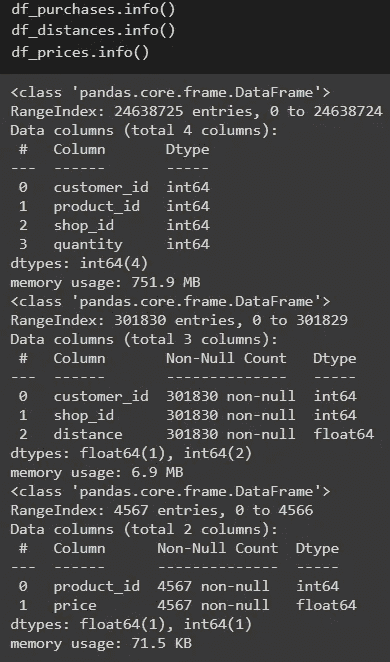 df_purchases.info()
df_distances.info()
df_prices.info()
<class 'pandas.core.frame.DataFrame'>
RangeIndex: 24638725 entries, 0 to 24638724
Data columns (total 4 columns):
 #   Column       Dtype
---  ------       -----
 0   customer_id  int64
 1   product_id   int64
 2   shop_id      int64
 3   quantity     int64
dtypes: int64(4)
memory usage: 751.9 MB
<class 'pandas.core.frame.DataFrame'>
RangeIndex: 301830 entries, 0 to 301829
Data columns (total 3 columns):
 #   Column       Non-Null Count   Dtype
---  ------       --------------   -----
 0   customer_id  301830 non-null  int64
 1   shop_id      301830 non-null  int64
 2   distance     301830 non-null  float64
dtypes: float64(1), int64(2)
memory usage: 6.9 MB
<class 'pandas.core.frame.DataFrame'>
RangeIndex: 4567 entries, 0 to 4566
Data columns (total 2 columns):
 #   Column      Non-Null Count  Dtype
---  ------      --------------  -----
 0   product_id  4567 non-null   int64
 1   price       4567 non-null   float64
dtypes: float64(1), int64(1)
memory usage: 71.5 KB